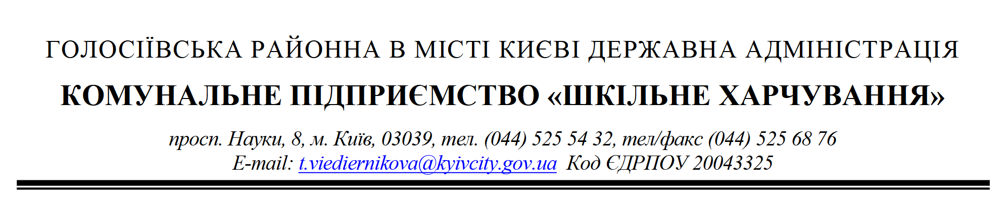 ГОЛОСІЇВСЬКА РАЙОННА В МІСТІ КИЄВІ ДЕРЖАВНА АДМІНІСТРАЦІЯ
КОМУНАЛЬНЕ ПІДПРИЄМСТВО «ШКІЛЬНЕ ХАРЧУВАННЯ»
просп. Науки, 8, м. Київ, 03039, тел. (044) 525 54 32, тел/факс (044) 525 68 76
E-mail: t.viediernikova@kyivcity.gov.ua Код ЄДРПОУ 20043325